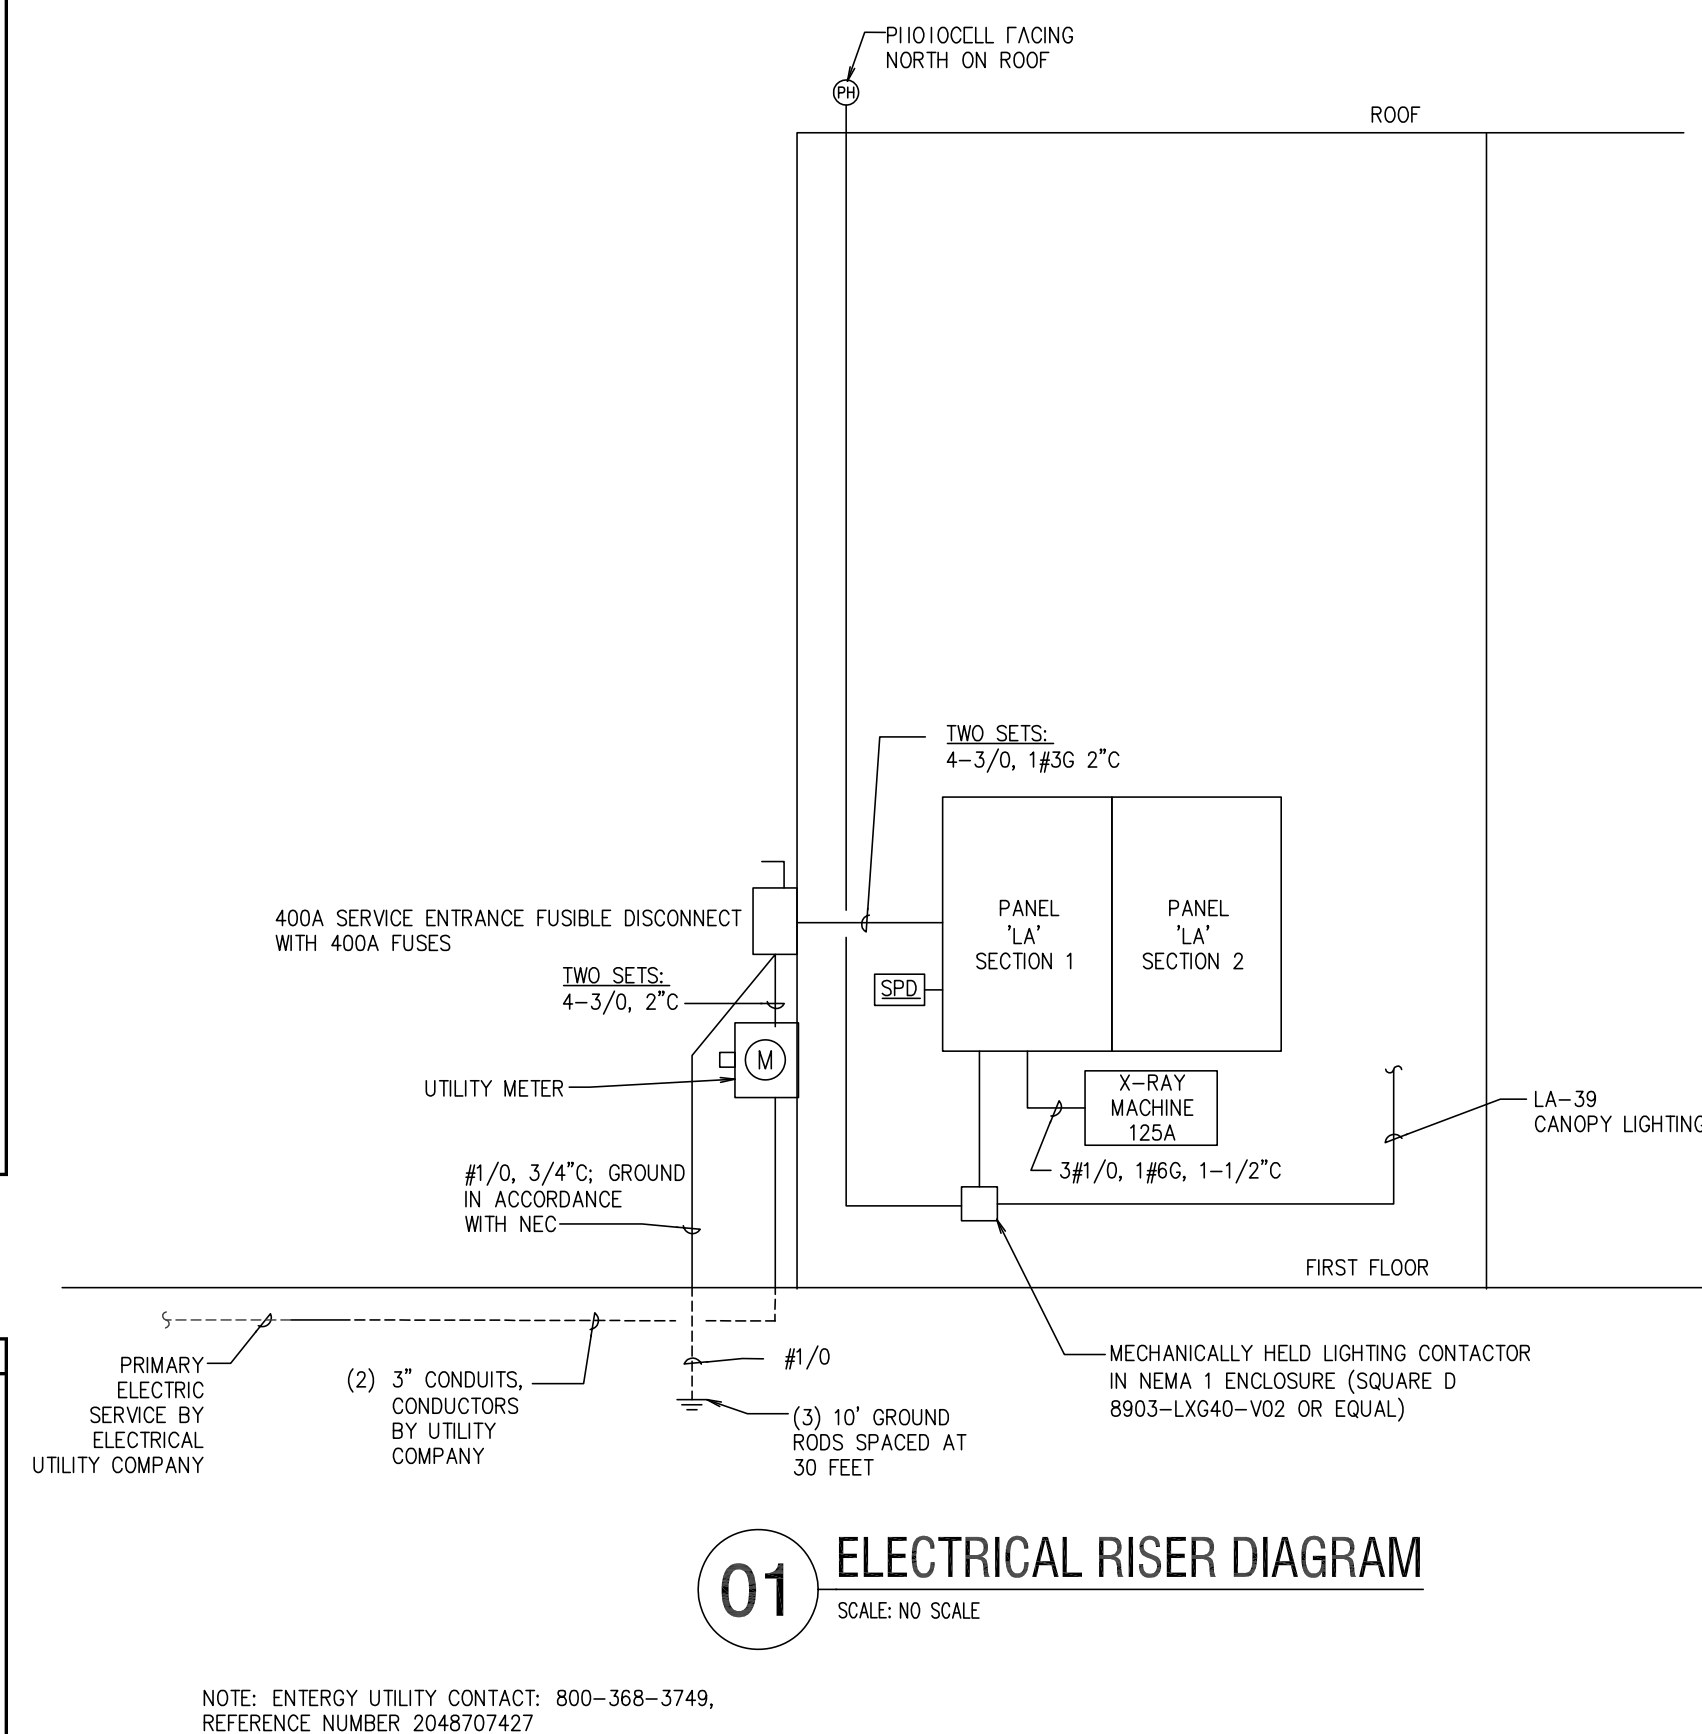 PHOTOCELL FACING
NORTH ON ROOF
PH
ROOF
TWO SETS:
4-3/0, 1#3G 2"C
400A SERVICE ENTRANCE FUSIBLE DISCONNECT
WITH 400A FUSES
PANEL
'LA'
SECTION 1
PANEL
'LA'
SECTION 2
TWO SETS:
4-3/0, 2"C
SPD
M
UTILITY METER
X-RAY
MACHINE
125A
LA-39
CANOPY LIGHTING
#1/0, 3/4"C; GROUND
IN ACCORDANCE
WITH NEC
3#1/0, 1#6G, 1-1/2"C
FIRST FLOOR
PRIMARY
ELECTRIC
SERVICE BY
ELECTRICAL
UTILITY COMPANY
(2) 3" CONDUITS,
CONDUCTORS
BY UTILITY
COMPANY
#1/0
(3) 10' GROUND
RODS SPACED AT
30 FEET
MECHANICALLY HELD LIGHTING CONTACTOR
IN NEMA 1 ENCLOSURE (SQUARE D
8903-LXG40-V02 OR EQUAL)
01
ELECTRICAL RISER DIAGRAM
SCALE: NO SCALE
NOTE: ENTERGY UTILITY CONTACT: 800-368-3749,
REFERENCE NUMBER 2048707427